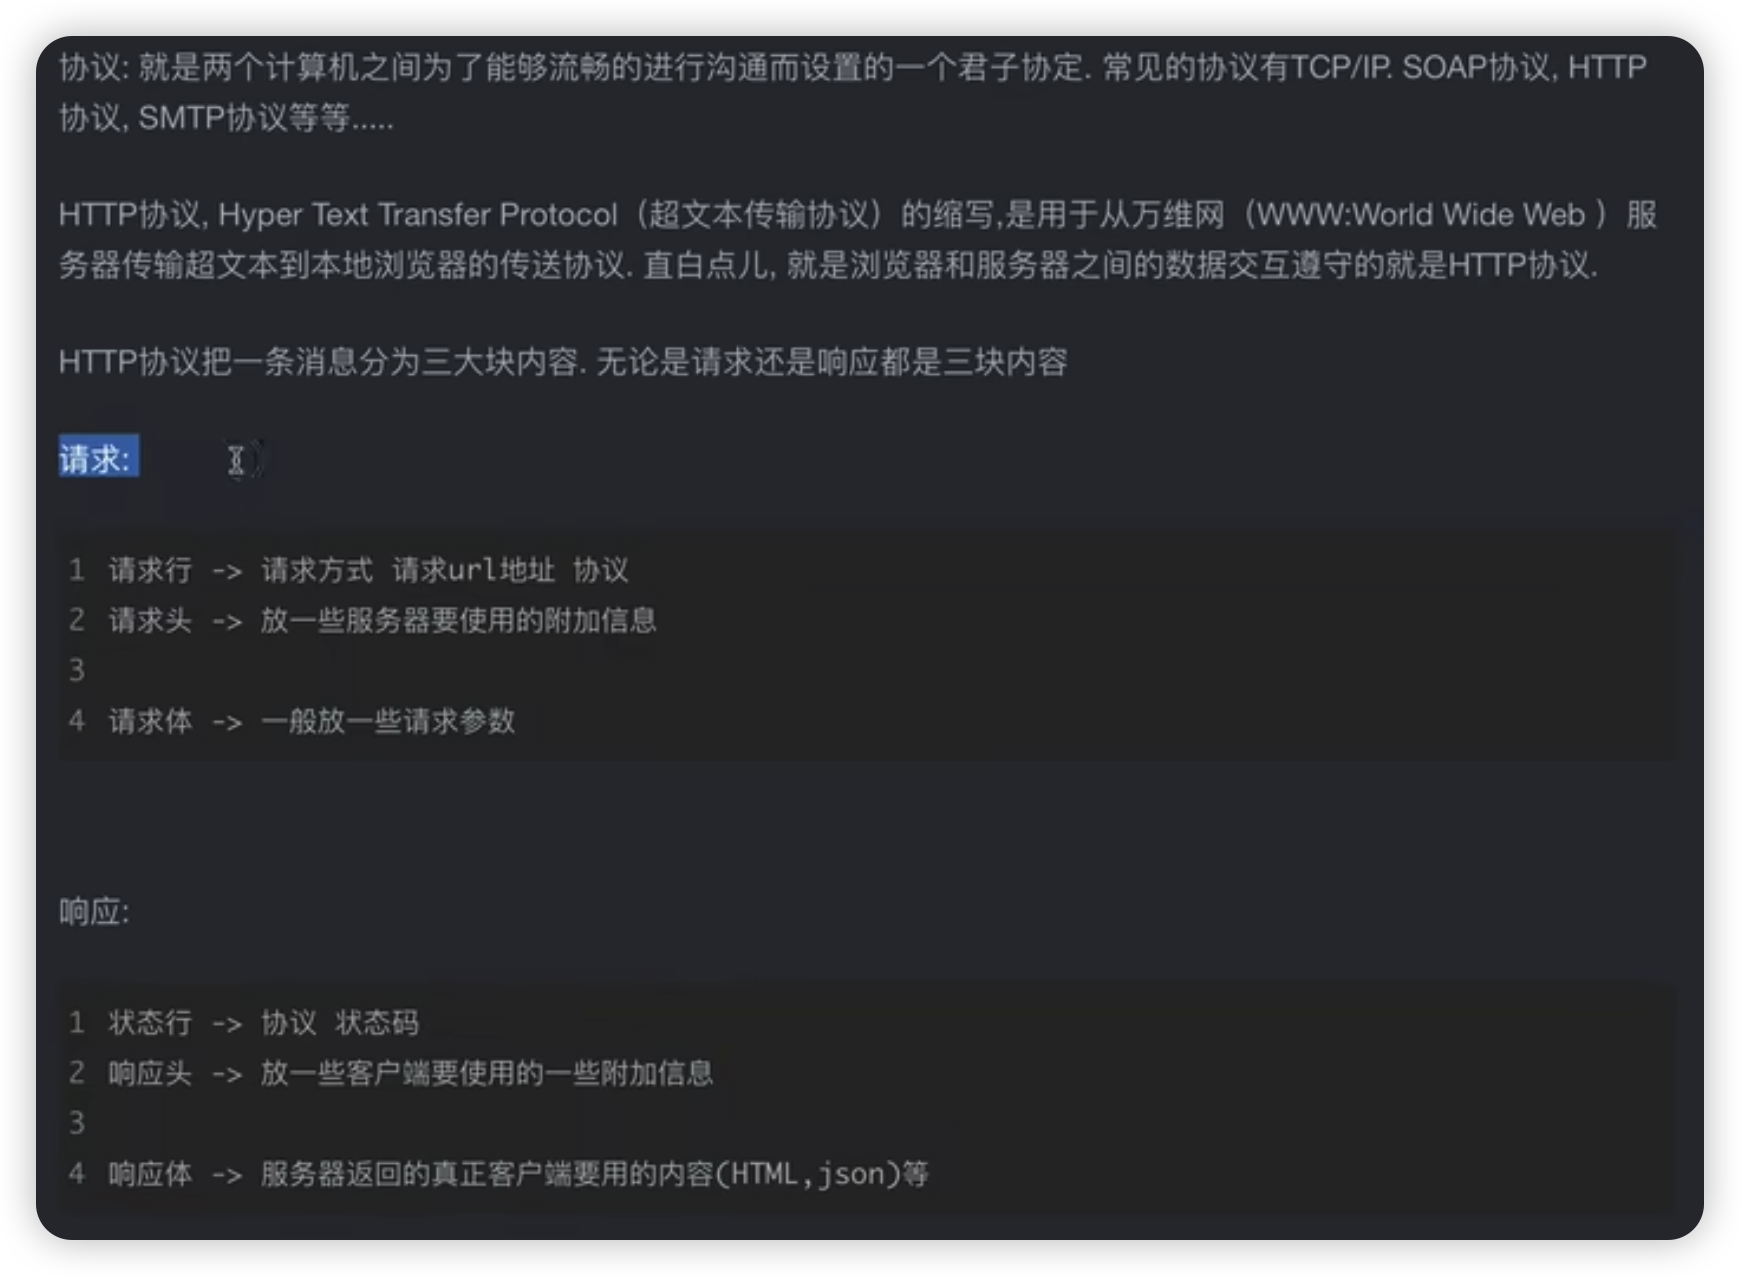 协议: 就是两个计算机之间为了能够流畅的进行沟通而设置的一个君子协定. 常见的协议有TCP/IP. SOAP协议, HTTP
协议, SMTP协议等等.....
HTTP协议, Hyper Text Transfer Protocol（超文本传输协议）的缩写,是用于从万维网（WWW:World Wide Web ）服
务器传输超文本到本地浏览器的传送协议. 直白点儿, 就是浏览器和服务器之间的数据交互遵守的就是HTTP协议.
HTTP协议把一条消息分为三大块内容. 无论是请求还是响应都是三块内容
请求:
1 请求行 -> 请求方式 请求url地址 协议
2 请求头 -> 放一些服务器要使用的附加信息
3
4 请求体 -> 一般放一些请求参数
响应:
1 状态行 -> 协议 状态码
2 响应头 -> 放一些客户端要使用的一些附加信息
3
4 响应体 -> 服务器返回的真正客户端要用的内容(HTML,json)等